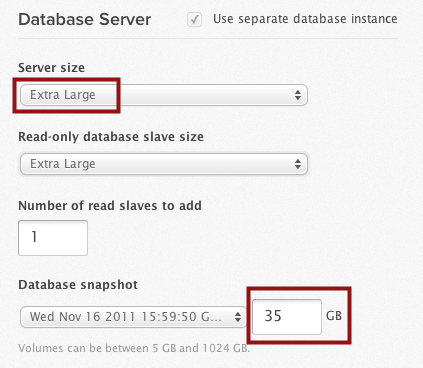 Database Server
Use separate database instance
Server size
Extra Large
Read-only database slave size
Extra Large
Number of read slaves to add
1
Database snapshot
Wed Nov 16 2011 15:59:50 G... 35 GB
Volumes can be between 5 GB and 1024 GB.